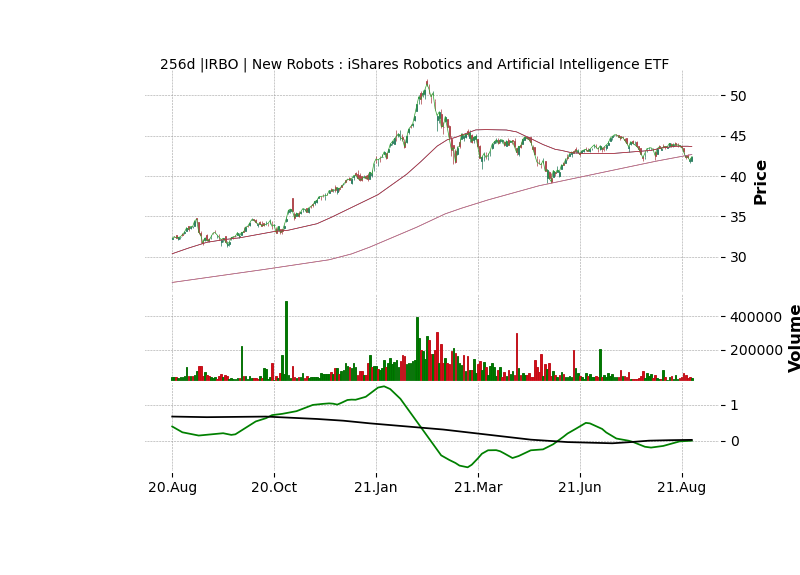 256d |IRBO | New Robots : iShares Robotics and Artificial Intelligence ETF
50
45
40
35
30
Price
400000
200000
Volume
1
0
20.Aug 20.Oct 21.Jan 21.Mar 21.Jun 21.Aug